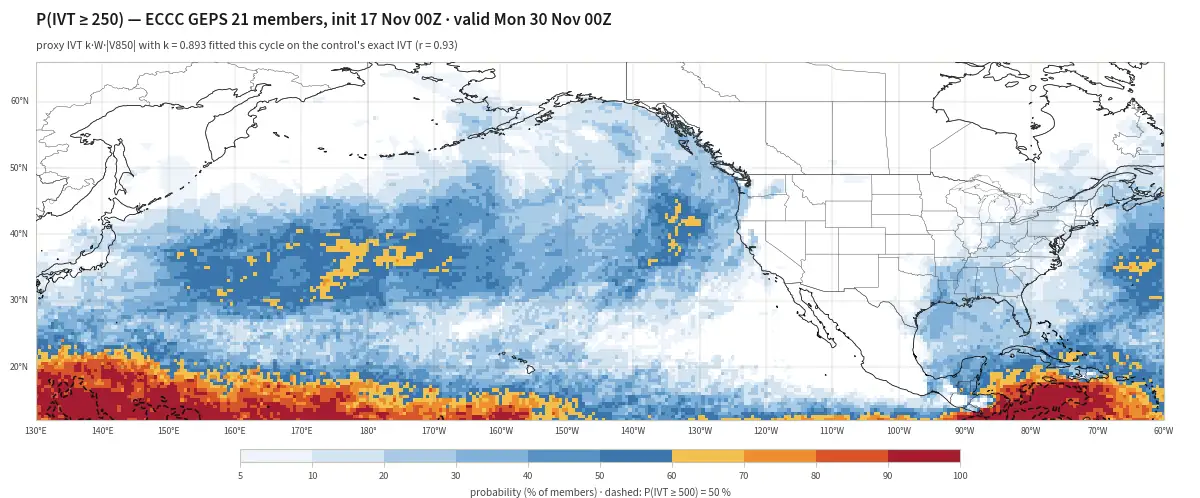 P(IVT ≥ 250) — ECCC GEPS 21 members, init 17 Nov 00Z · valid Mon 30 Nov 00Z
proxy IVT k·W·|V850| with k = 0.893 fitted this cycle on the control's exact IVT (r = 0.93)
60°N
50°N
40°N
30°N
20°N
130°E 140°E 150°E 160°E 170°E 180° 170°W 160°W 150°W 140°W 130°W 120°W 110°W 100°W 90°W 80°W 70°W 60°W
5 10 20 30 40 50 60 70 80 90 100
probability (% of members) · dashed: P(IVT ≥ 500) = 50 %